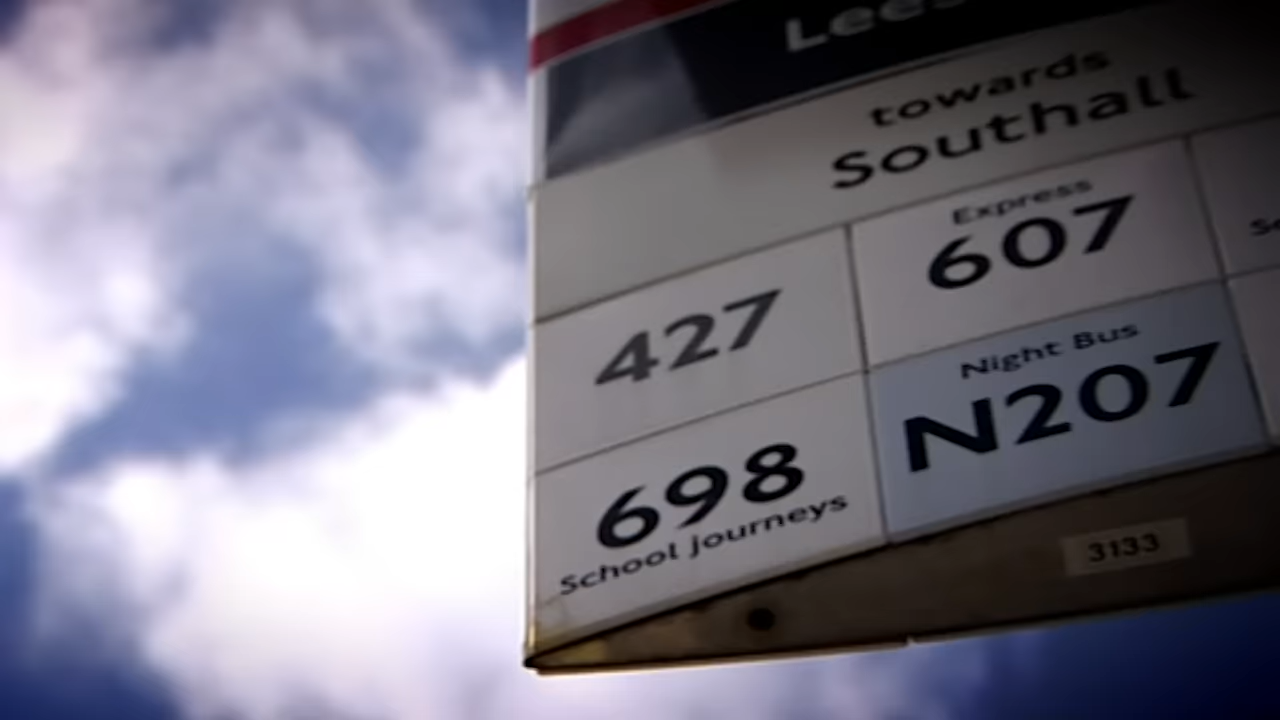 towards
Southall
427
Express
607
698
School journeys
Night Bus
N207
3133